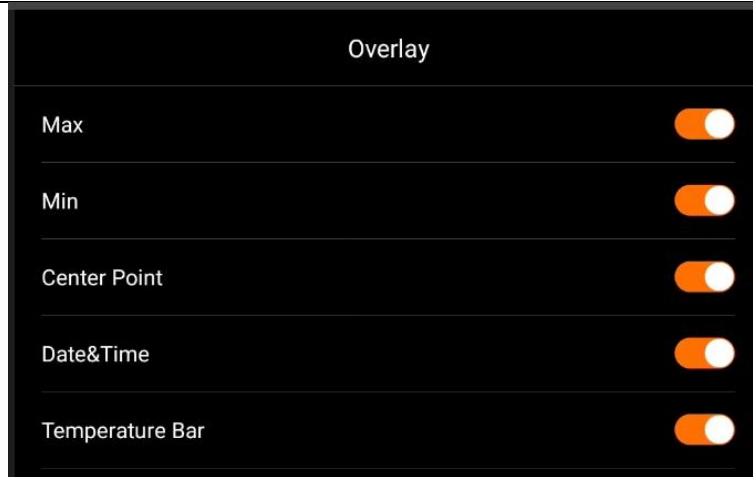 Overlay
Max
Min
Center Point
Date&Time
Temperature Bar